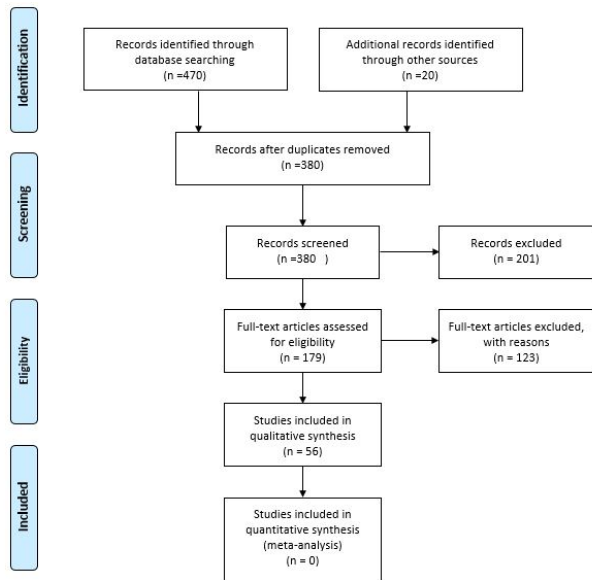 Identification
Records identified through
database searching
(n =470)
Additional records identified
through other sources
(n =20)
Records after duplicates removed
(n =380)
Screening
Records screened
(n =380   )
Records excluded
(n = 201)
Eligibility
Full-text articles assessed
for eligibility
(n = 179)
Full-text articles excluded,
with reasons
(n = 123)
Studies included in
qualitative synthesis
(n = 56)
Included
Studies included in
quantitative synthesis
(meta-analysis)
(n = 0)